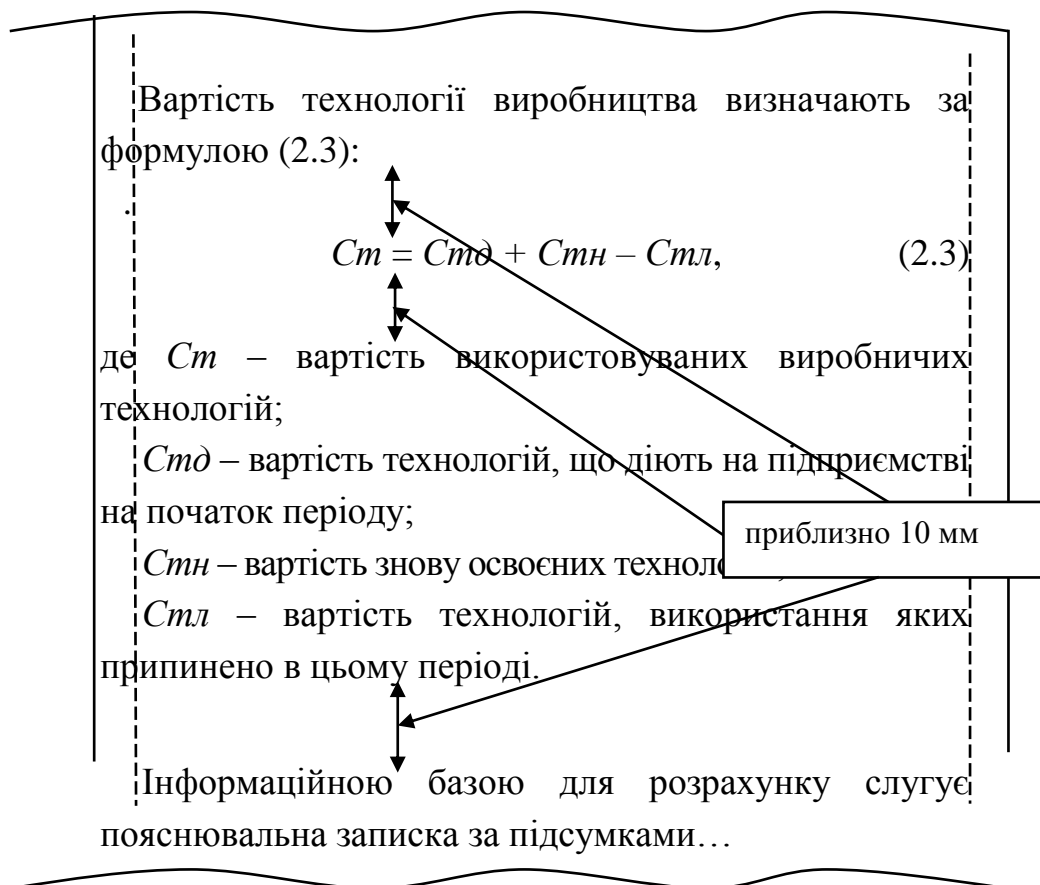 Вартість технології виробництва визначають за
формулою (2.3):
.
Ст = Стд + Стн – Стл, (2.3)
де Ст – вартість використовуваних виробничих
технологій;
Стд – вартість технологій, що діють на підприємстві
на початок періоду;
приблизно 10 мм
Стн – вартість знову освоєних
Стл – вартість технологій, використання яких
припинено в цьому періоді.
Інформаційною базою для розрахунку слугує
пояснювальна записка за підсумками…